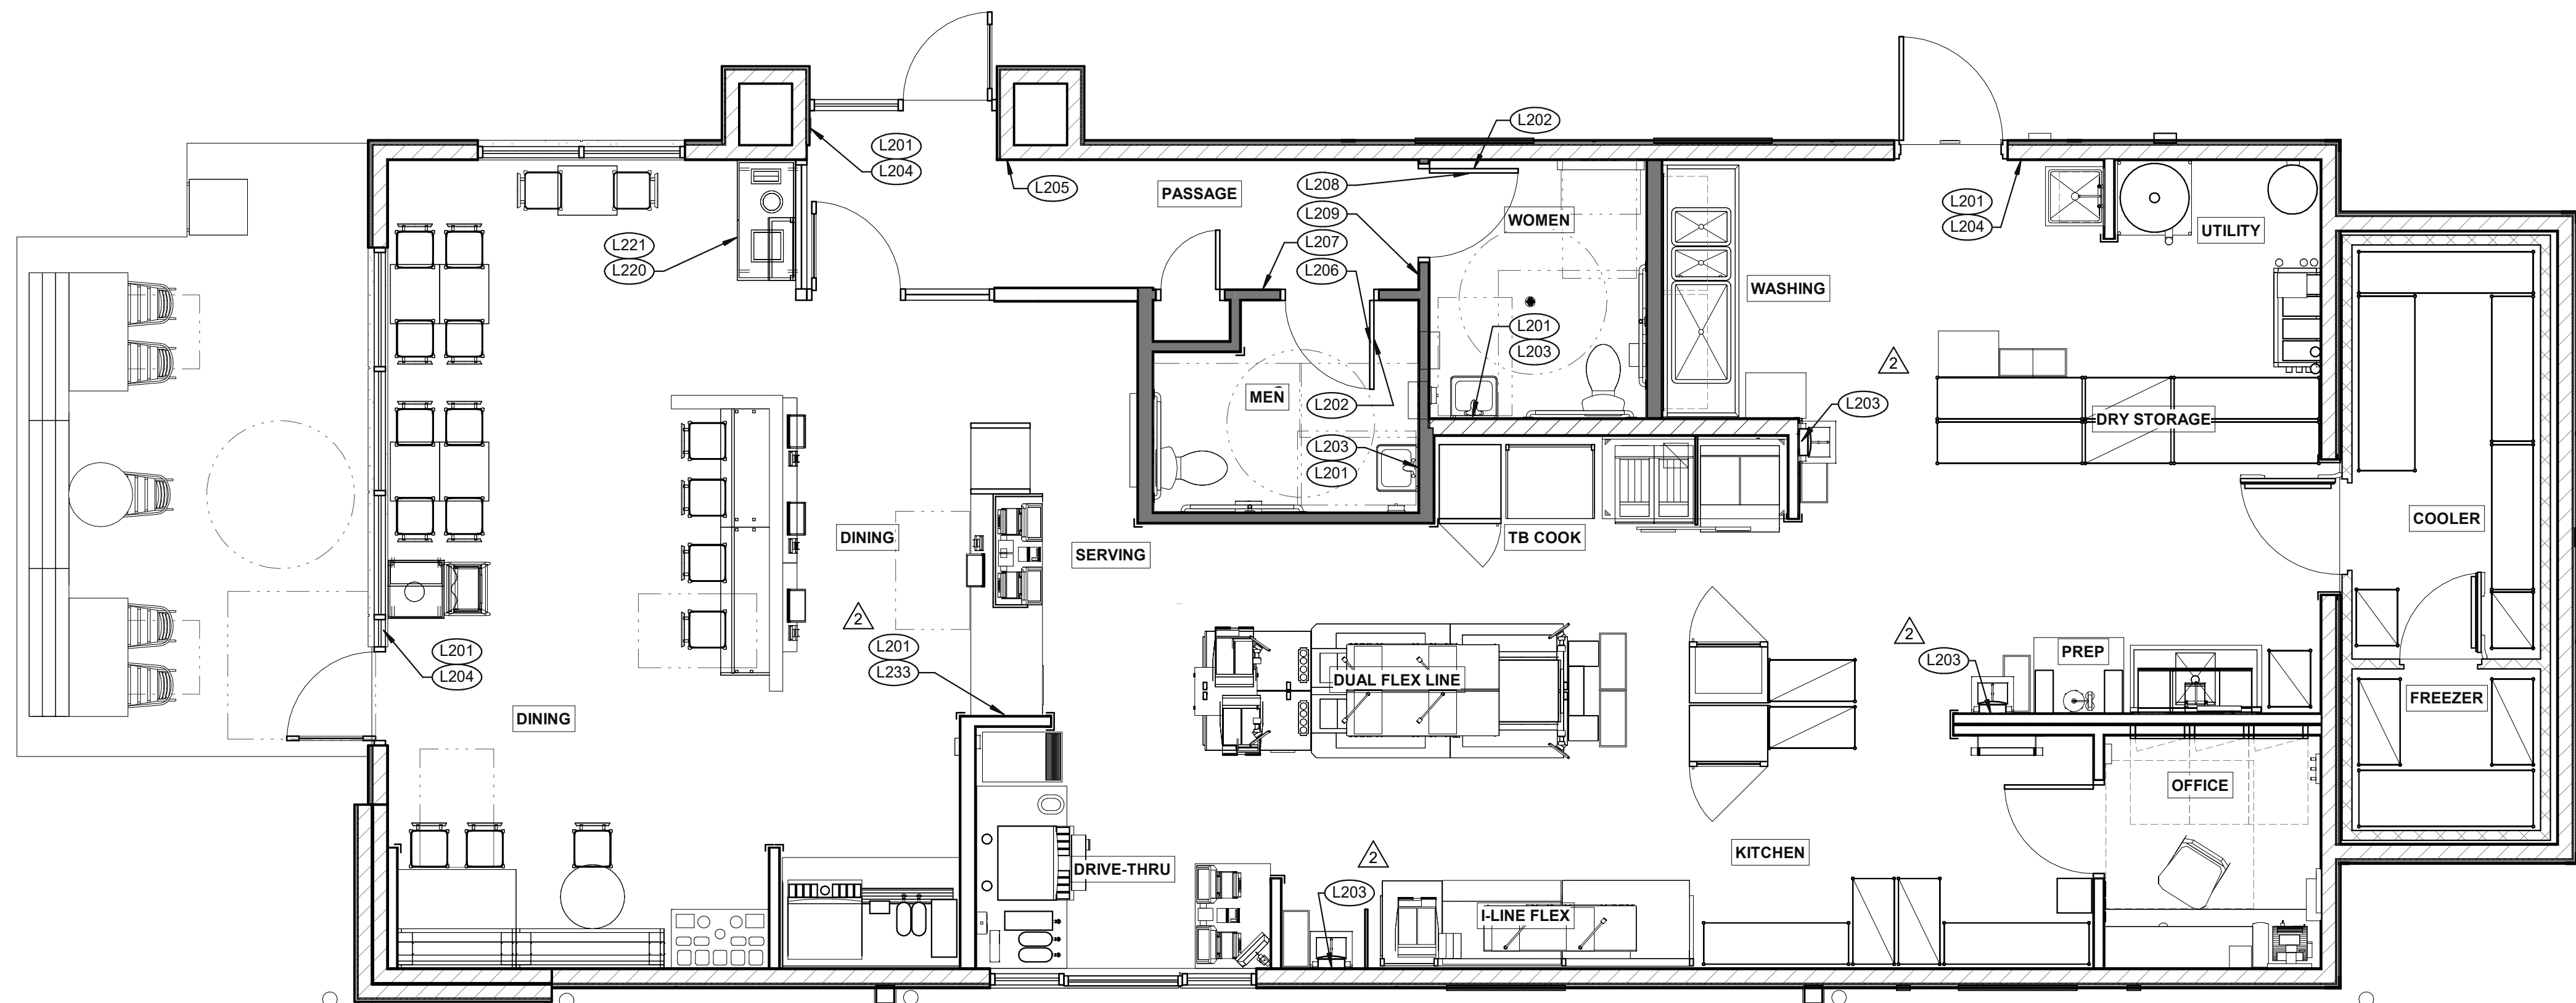 L202
L201
L204
L205
PASSAGE
L208
L209
L207
L206
WOMEN
L201
L204
UTILITY
L221
L220
WASHING
L201
L203
2
MEN
L202
L203
DRY STORAGE
L203
L201
DINING
SERVING
TB COOK
COOLER
2
L201
L233
L201
L204
2
L203
PREP
DUAL FLEX LINE
FREEZER
DINING
OFFICE
2
KITCHEN
DRIVE-THRU
L203
I-LINE FLEX